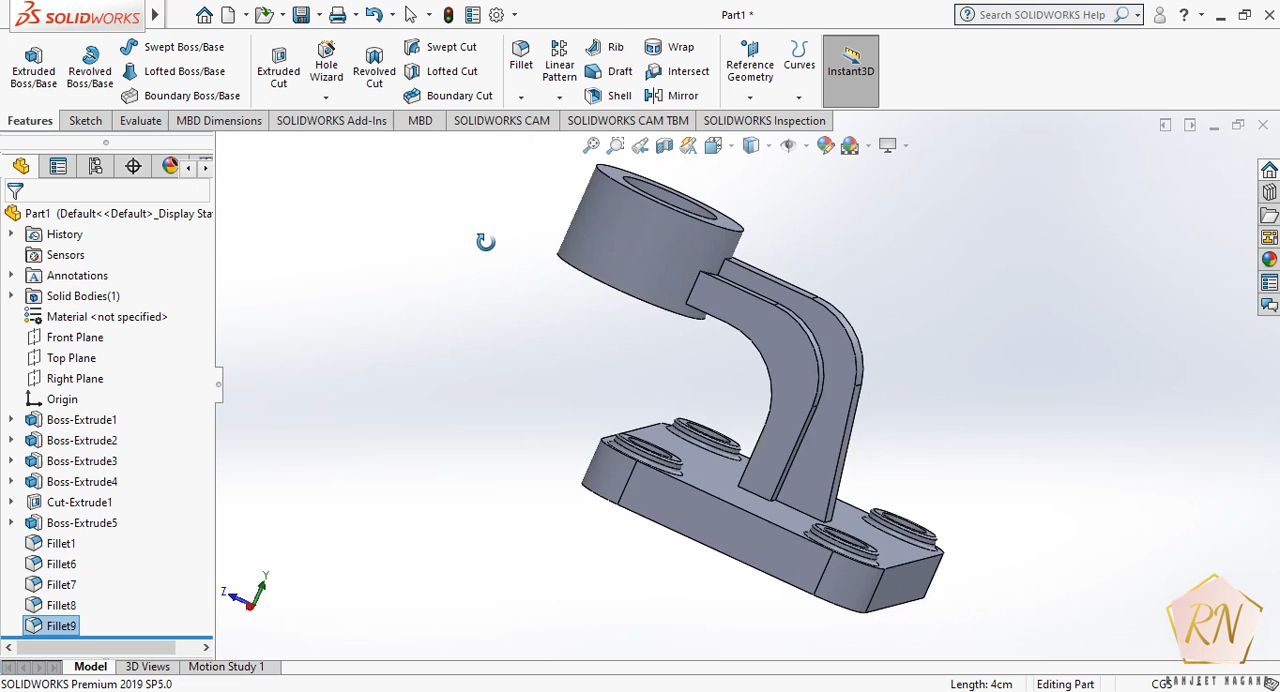 SOLIDWORKS
Part1 *
Search SOLIDWORKS Help
Extruded Boss/Base
Revolved Boss/Base
Swept Boss/Base
Lofted Boss/Base
Boundary Boss/Base
Extruded Cut
Hole Wizard
Revolved Cut
Swept Cut
Lofted Cut
Boundary Cut
Fillet
Linear Pattern
Rib
Draft
Shell
Wrap
Intersect
Mirror
Reference Geometry
Curves
Instant3D
Features
Sketch
Evaluate
MBD Dimensions
SOLIDWORKS Add-Ins
MBD
SOLIDWORKS CAM
SOLIDWORKS CAM TBM
SOLIDWORKS Inspection
Part1 (Default<<Default>_Display Sta
History
Sensors
Annotations
Solid Bodies(1)
Material <not specified>
Front Plane
Top Plane
Right Plane
Origin
Boss-Extrude1
Boss-Extrude2
Boss-Extrude3
Boss-Extrude4
Cut-Extrude1
Boss-Extrude5
Fillet1
Fillet6
Fillet7
Fillet8
Fillet9
Y
Z
RN
Model
3D Views
Motion Study 1
SOLIDWORKS Premium 2019 SP5.0
Length: 4cm
Editing Part